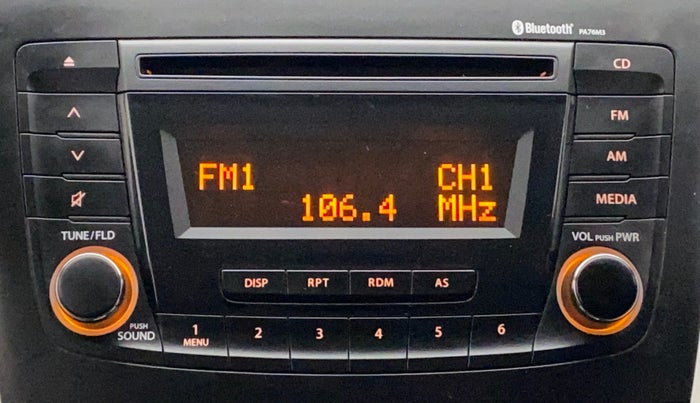 Bluetooth® PA76M3
CD
FM
AM
MEDIA
FM1 CH1
106.4 MHz
TUNE/FLD
VOL PUSH PWR
DISP RPT RDM AS
PUSH
SOUND
1 2 3 4 5 6
MENU